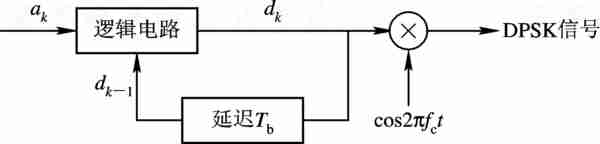 a_k 逻辑电路 d_k × DPSK信号
d_{k-1}
延迟T_b cos2πf_ct